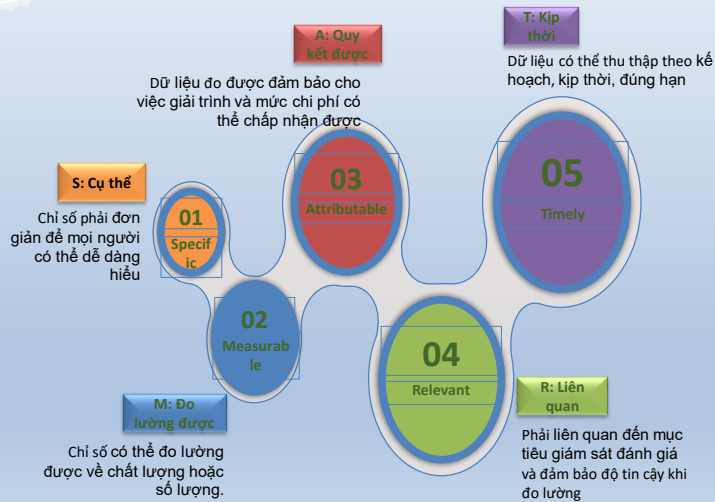 A: Quy
kết được
Dữ liệu đo được đảm bảo cho
việc giải trình và mức chi phí có
thể chấp nhận được
T: Kịp
thời
Dữ liệu có thể thu thập theo kế
hoạch, kịp thời, đúng hạn
S: Cụ thể
Chỉ số phải đơn
giản để mọi người
có thể dễ dàng
hiểu
01
Specif
ic
02
Measurab
le
03
Attributable
04
Relevant
05
Timely
M: Đo
lường được
Chỉ số có thể đo lường
được về chất lượng hoặc
số lượng.
R: Liên
quan
Phải liên quan đến mục
tiêu giám sát đánh giá
và đảm bảo độ tin cậy khi
đo lường